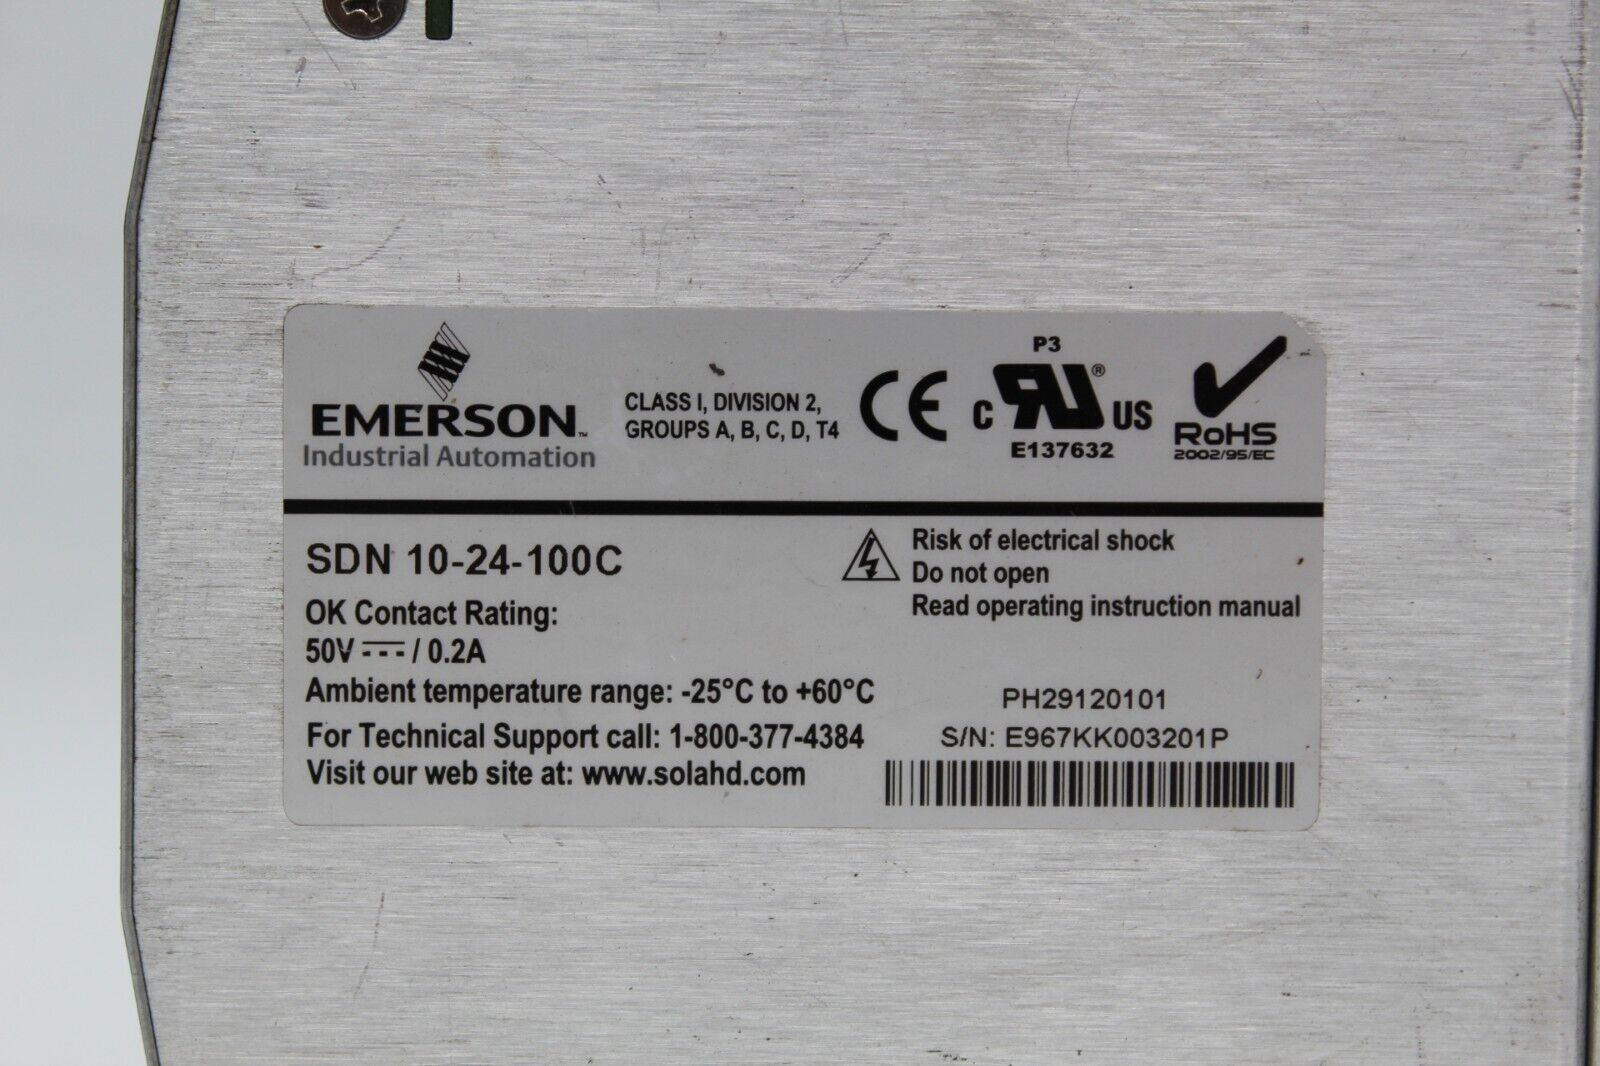 EMERSON™
Industrial Automation
CLASS I, DIVISION 2,
GROUPS A, B, C, D, T4
CE
P3
C RU® US
E137632
RoHS
2002/95/EC
SDN 10-24-100C
OK Contact Rating:
50V ⎓ / 0.2A
Ambient temperature range: -25°C to +60°C
For Technical Support call: 1-800-377-4384
Visit our web site at: www.solahd.com
Risk of electrical shock
Do not open
Read operating instruction manual
PH29120101
S/N: E967KK003201P